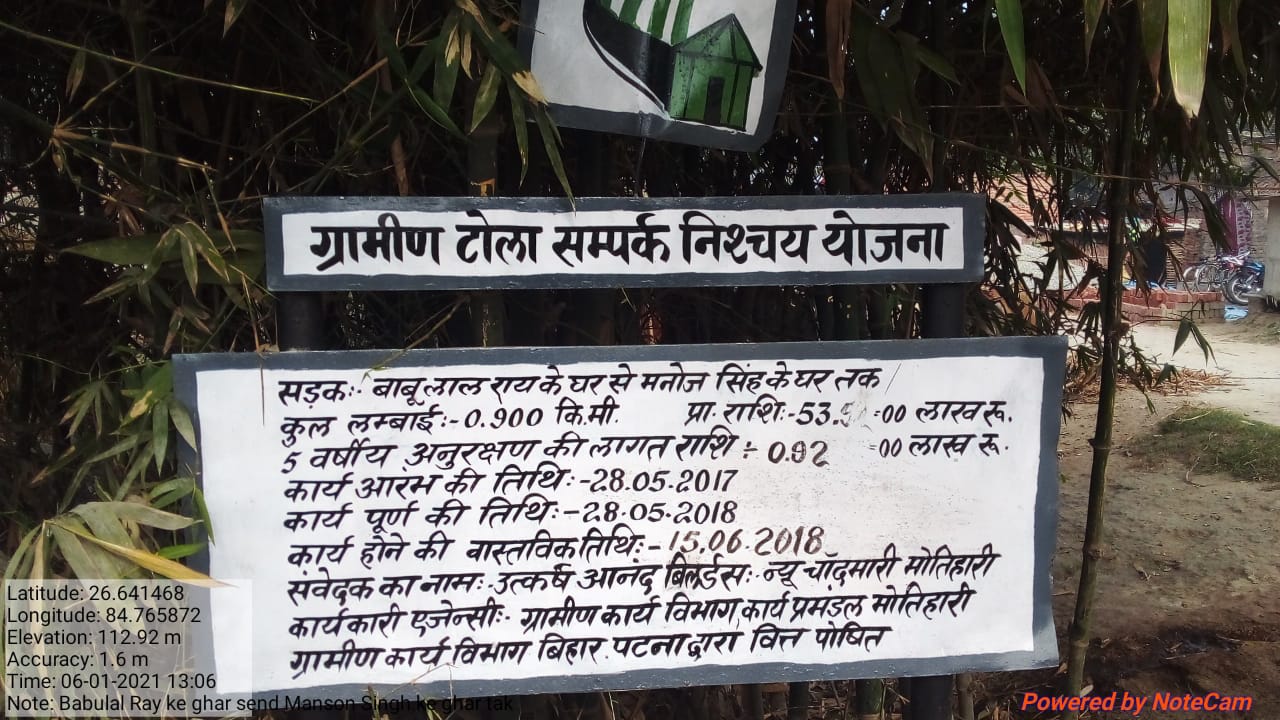 ग्रामीण टोला सम्पर्क निश्चय योजना
सड़क:- बाबूलाल राय के घर से मनोज सिंह के घर तक
कुल लम्बाई:-0.900 कि.मी. प्रा. राशि:- =00 लाख रू.
5 वर्षीय अनुरक्षण की लागत राशि ÷ 0.92 =00 लाख रू.
कार्य आरंभ की तिथि:-28.05.2017
कार्य पूर्ण की तिथि:-28.05.2018
कार्य होने की वास्तविक तिथि:-15.06.2018
संवेदक का नाम:-उत्कर्ष आनंद बिल्र्डस:- न्यू चाँदमारी मोतिहारी
कार्यकारी एजेन्सी:- ग्रामीण कार्य विभाग, कार्य प्रमंडल मोतिहारी
ग्रामीण कार्य विभाग बिहार. पटना द्वारा वित्त पोषित
Latitude: 26.641468
Longitude: 84.765872
Elevation: 112.92 m
Accuracy: 1.6 m
Time: 06-01-2021 13:06
Note: Babulal Ray ke ghar send Manson Singh ke ghar tak
Powered by NoteCam